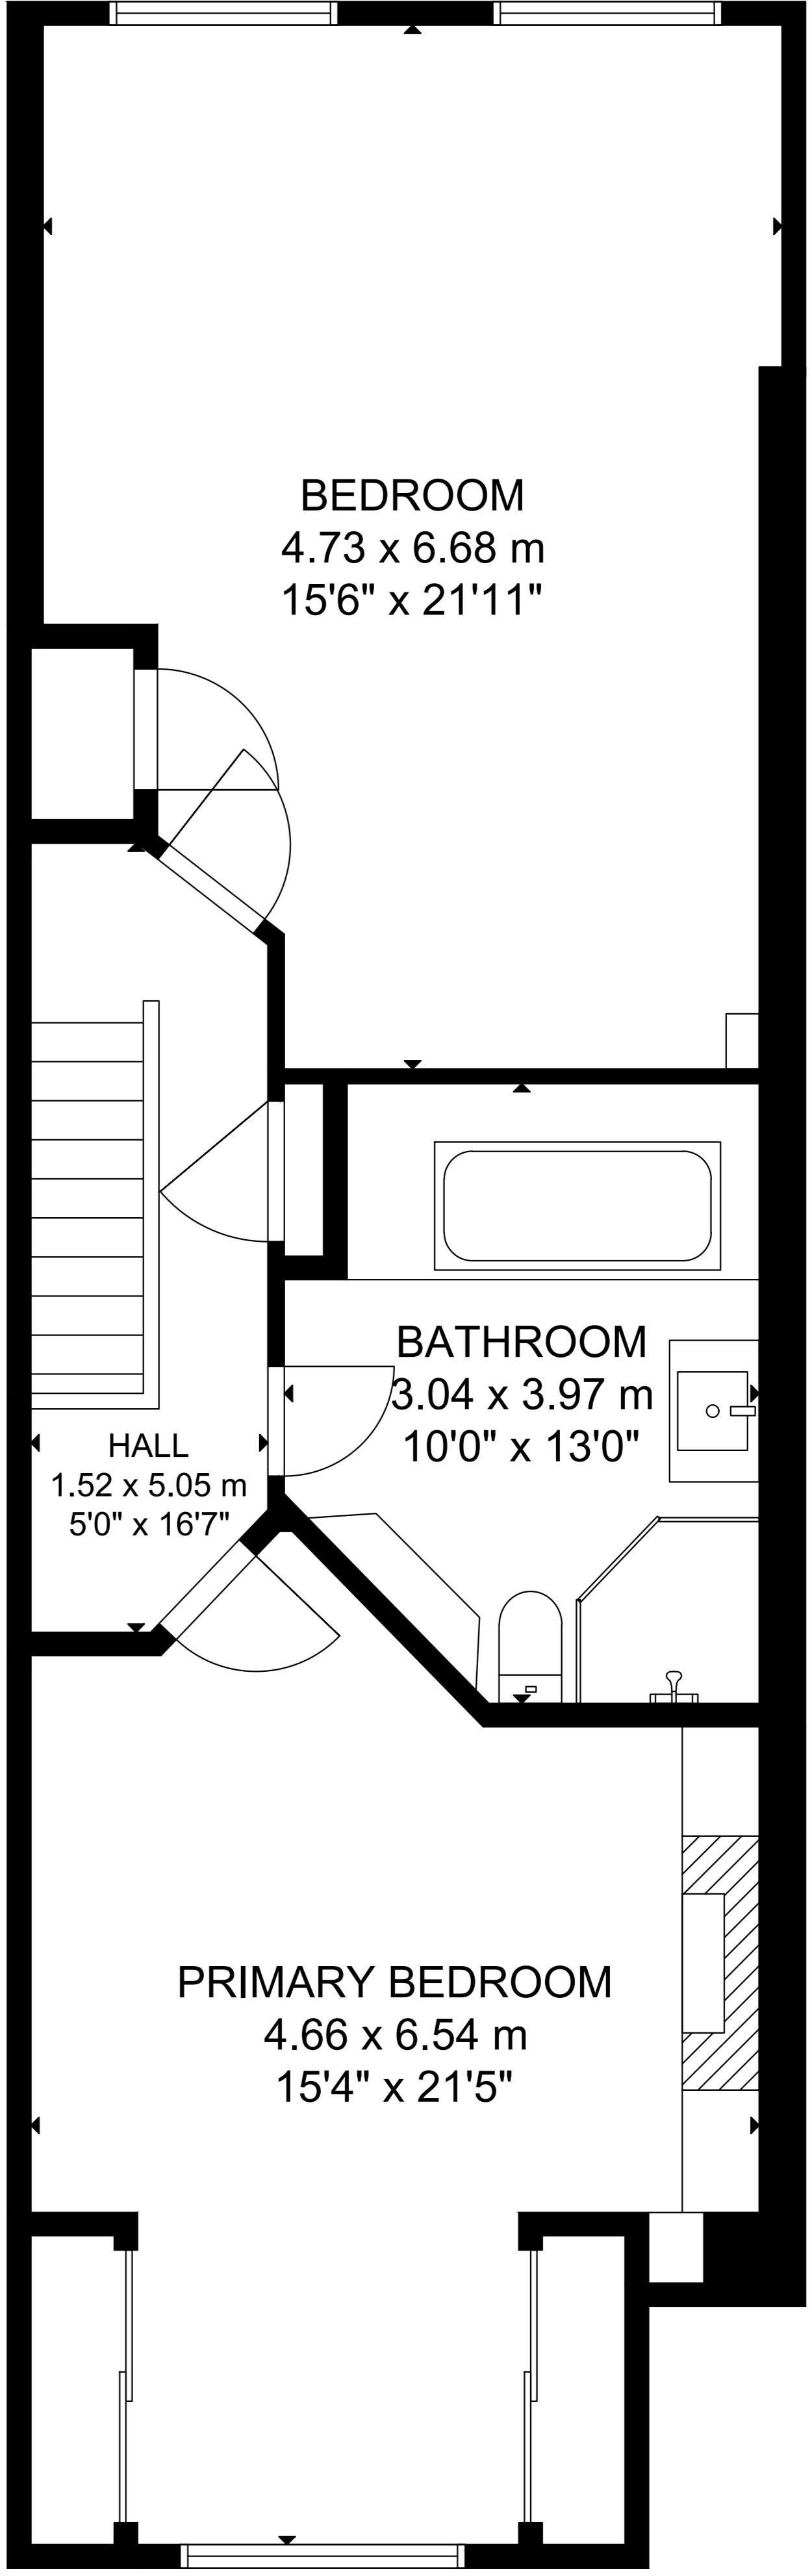 BEDROOM
4.73 x 6.68 m
15'6" x 21'11"
BATHROOM
3.04 x 3.97 m
10'0" x 13'0"
HALL
1.52 x 5.05 m
5'0" x 16'7"
PRIMARY BEDROOM
4.66 x 6.54 m
15'4" x 21'5"